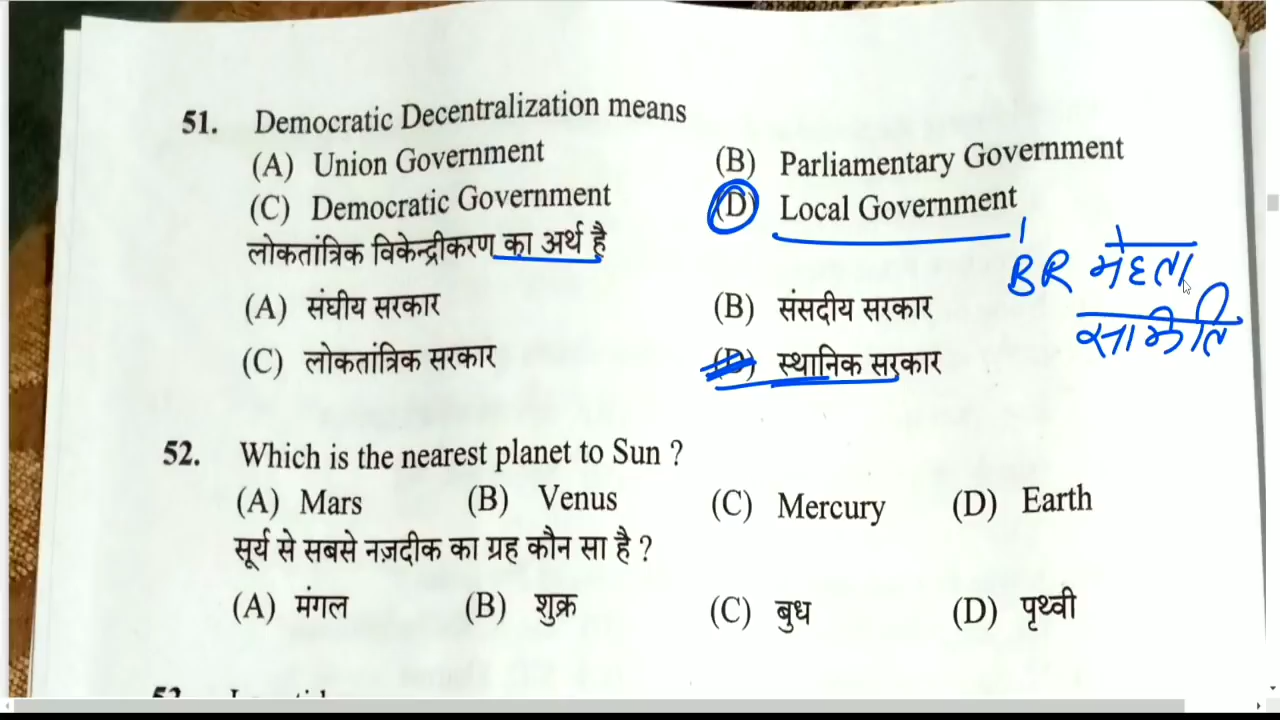 51. Democratic Decentralization means
(A) Union Government (B) Parliamentary Government
(C) Democratic Government (D) Local Government
लोकतांत्रिक विकेन्द्रीकरण का अर्थ है
BR मेहता
समिति
(A) संघीय सरकार (B) संसदीय सरकार
(C) लोकतांत्रिक सरकार (D) स्थानिक सरकार
52. Which is the nearest planet to Sun ?
(A) Mars (B) Venus (C) Mercury (D) Earth
सूर्य से सबसे नज़दीक का ग्रह कौन सा है ?
(A) मंगल (B) शुक्र (C) बुध (D) पृथ्वी